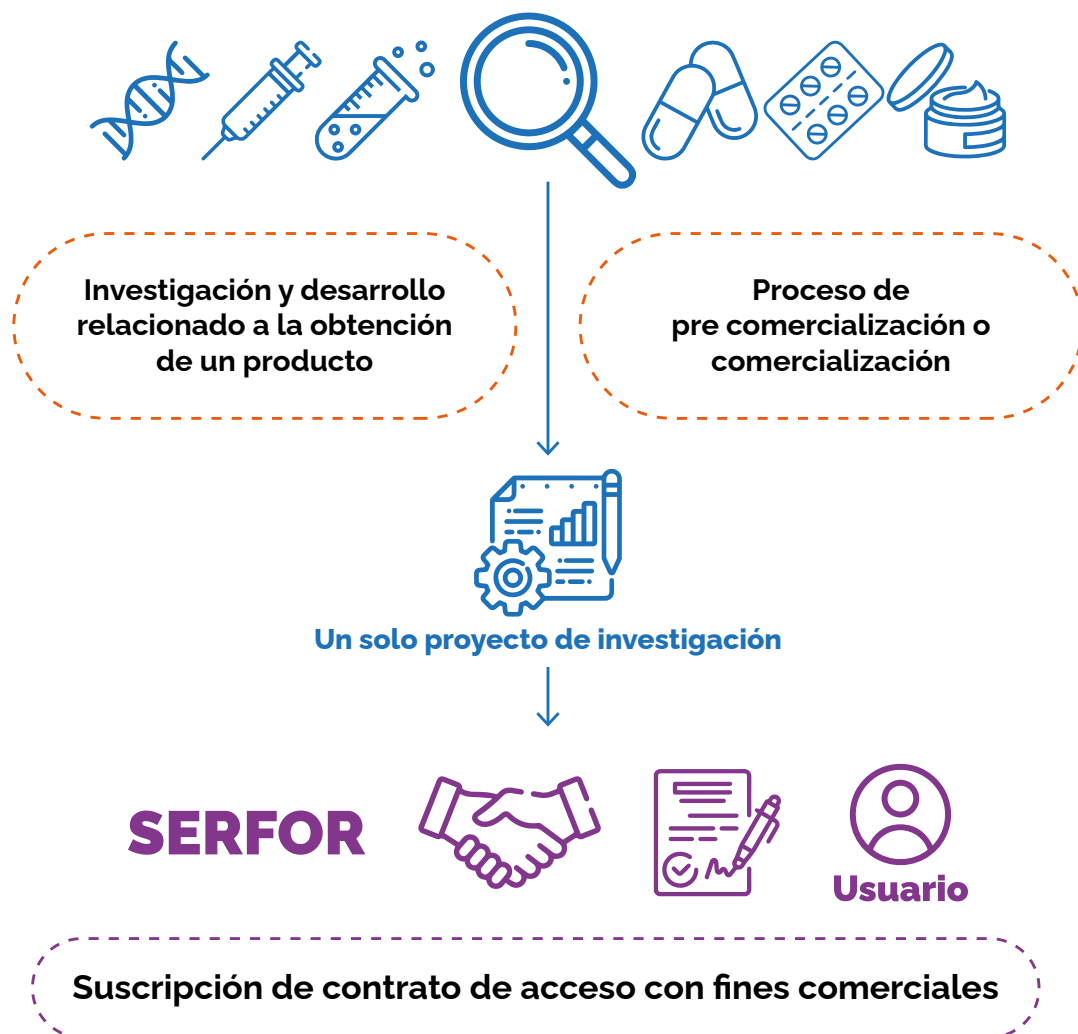 Investigación y desarrollo
relacionado a la obtención
de un producto
Proceso de
pre comercialización o
comercialización
Un solo proyecto de investigación
SERFOR
Usuario
Suscripción de contrato de acceso con fines comerciales